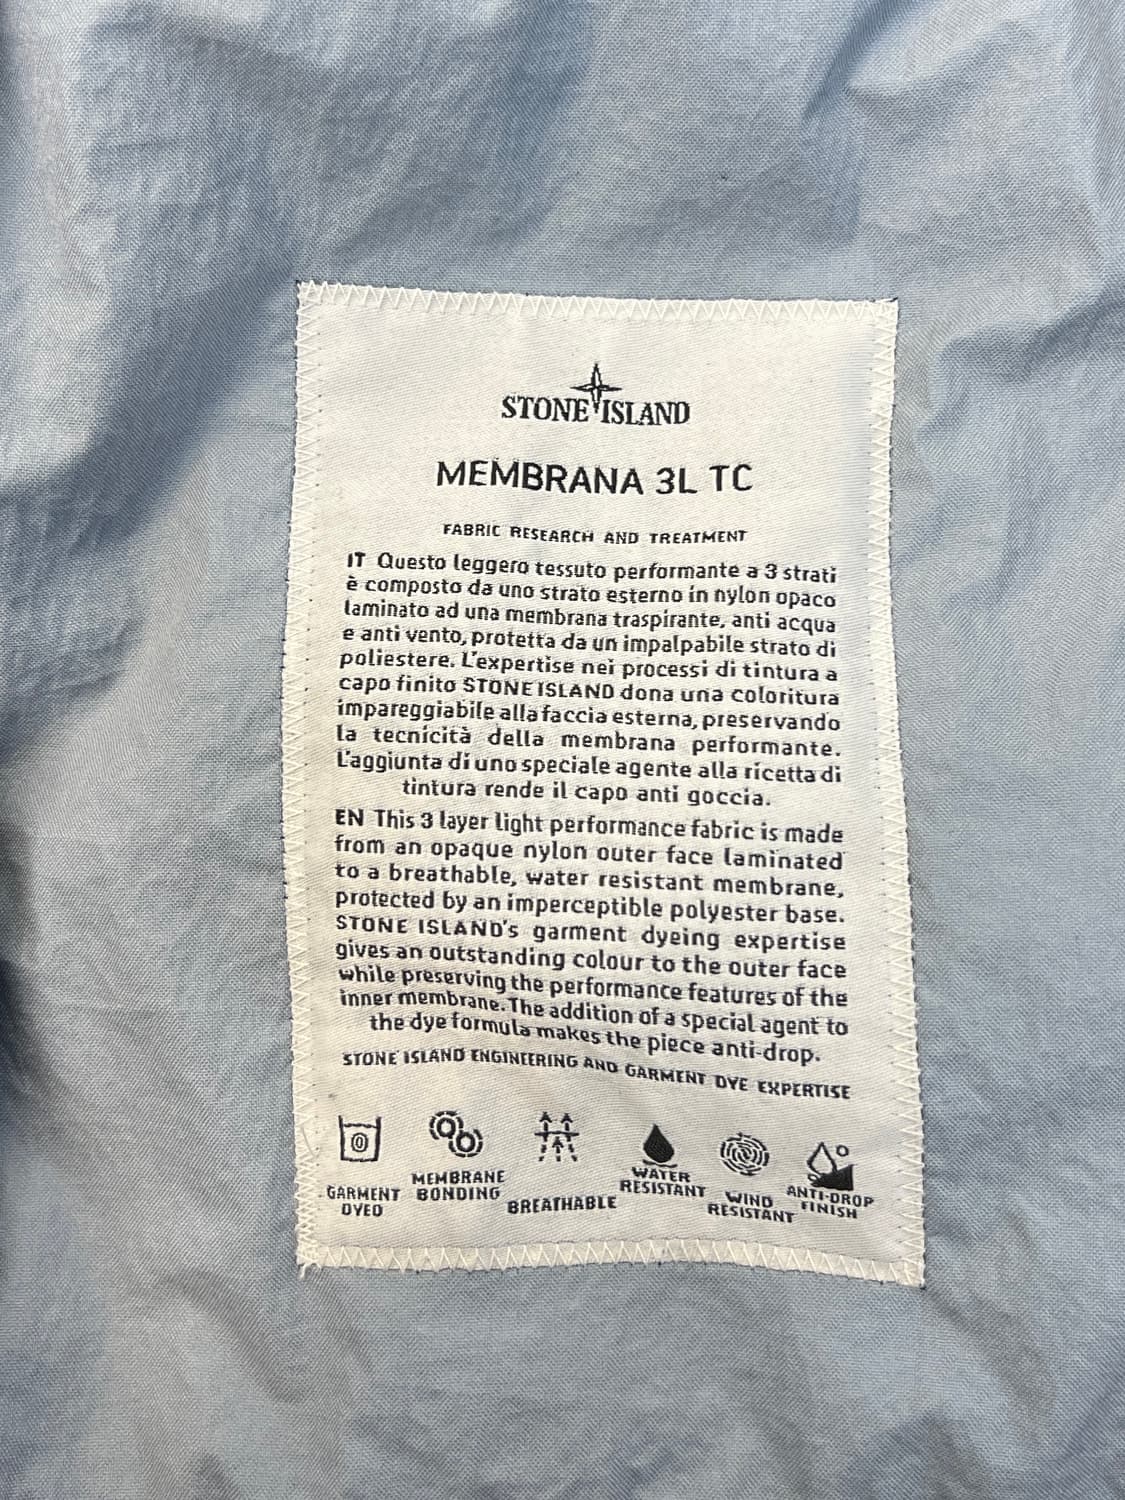 STONE ISLAND
MEMBRANA 3L TC
FABRIC RESEARCH AND TREATMENT
IT Questo leggero tessuto performante a 3 strati
è composto da uno strato esterno in nylon opaco
laminato ad una membrana traspirante, anti acqua
e anti vento, protetta da un impalpabile strato di
poliestere. L'expertise nei processi di tintura a
capo finito STONE ISLAND dona una coloritura
impareggiabile alla faccia esterna, preservando
la tecnicità della membrana performante.
L'aggiunta di uno speciale agente alla ricetta di
tintura rende il capo anti goccia.
EN This 3 layer light performance fabric is made
from an opaque nylon outer face laminated
to a breathable, water resistant membrane,
protected by an imperceptible polyester base.
STONE ISLAND's garment dyeing expertise
gives an outstanding colour to the outer face
while preserving the performance features of the
inner membrane. The addition of a special agent to
the dye formula makes the piece anti-drop.
STONE ISLAND ENGINEERING AND GARMENT DYE EXPERTISE
GARMENT
DYED
MEMBRANE
BONDING
BREATHABLE
WATER
RESISTANT
WIND
RESISTANT
ANTI-DROP
FINISH